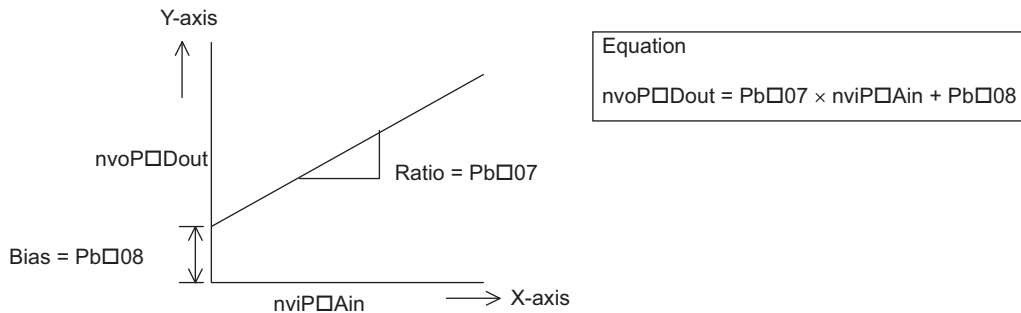 Y-axis
nvoP□Dout
Ratio = Pb□07
Bias = Pb□08
nviP□Ain
X-axis
Equation
nvoP□Dout = Pb□07 × nviP□Ain + Pb□08